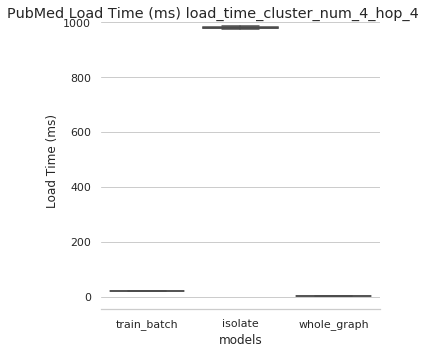 PubMed Load Time (ms) load_time_cluster_num_4_hop_4
1000
800
600
400
200
0
Load Time (ms)
train_batch isolate whole_graph
models